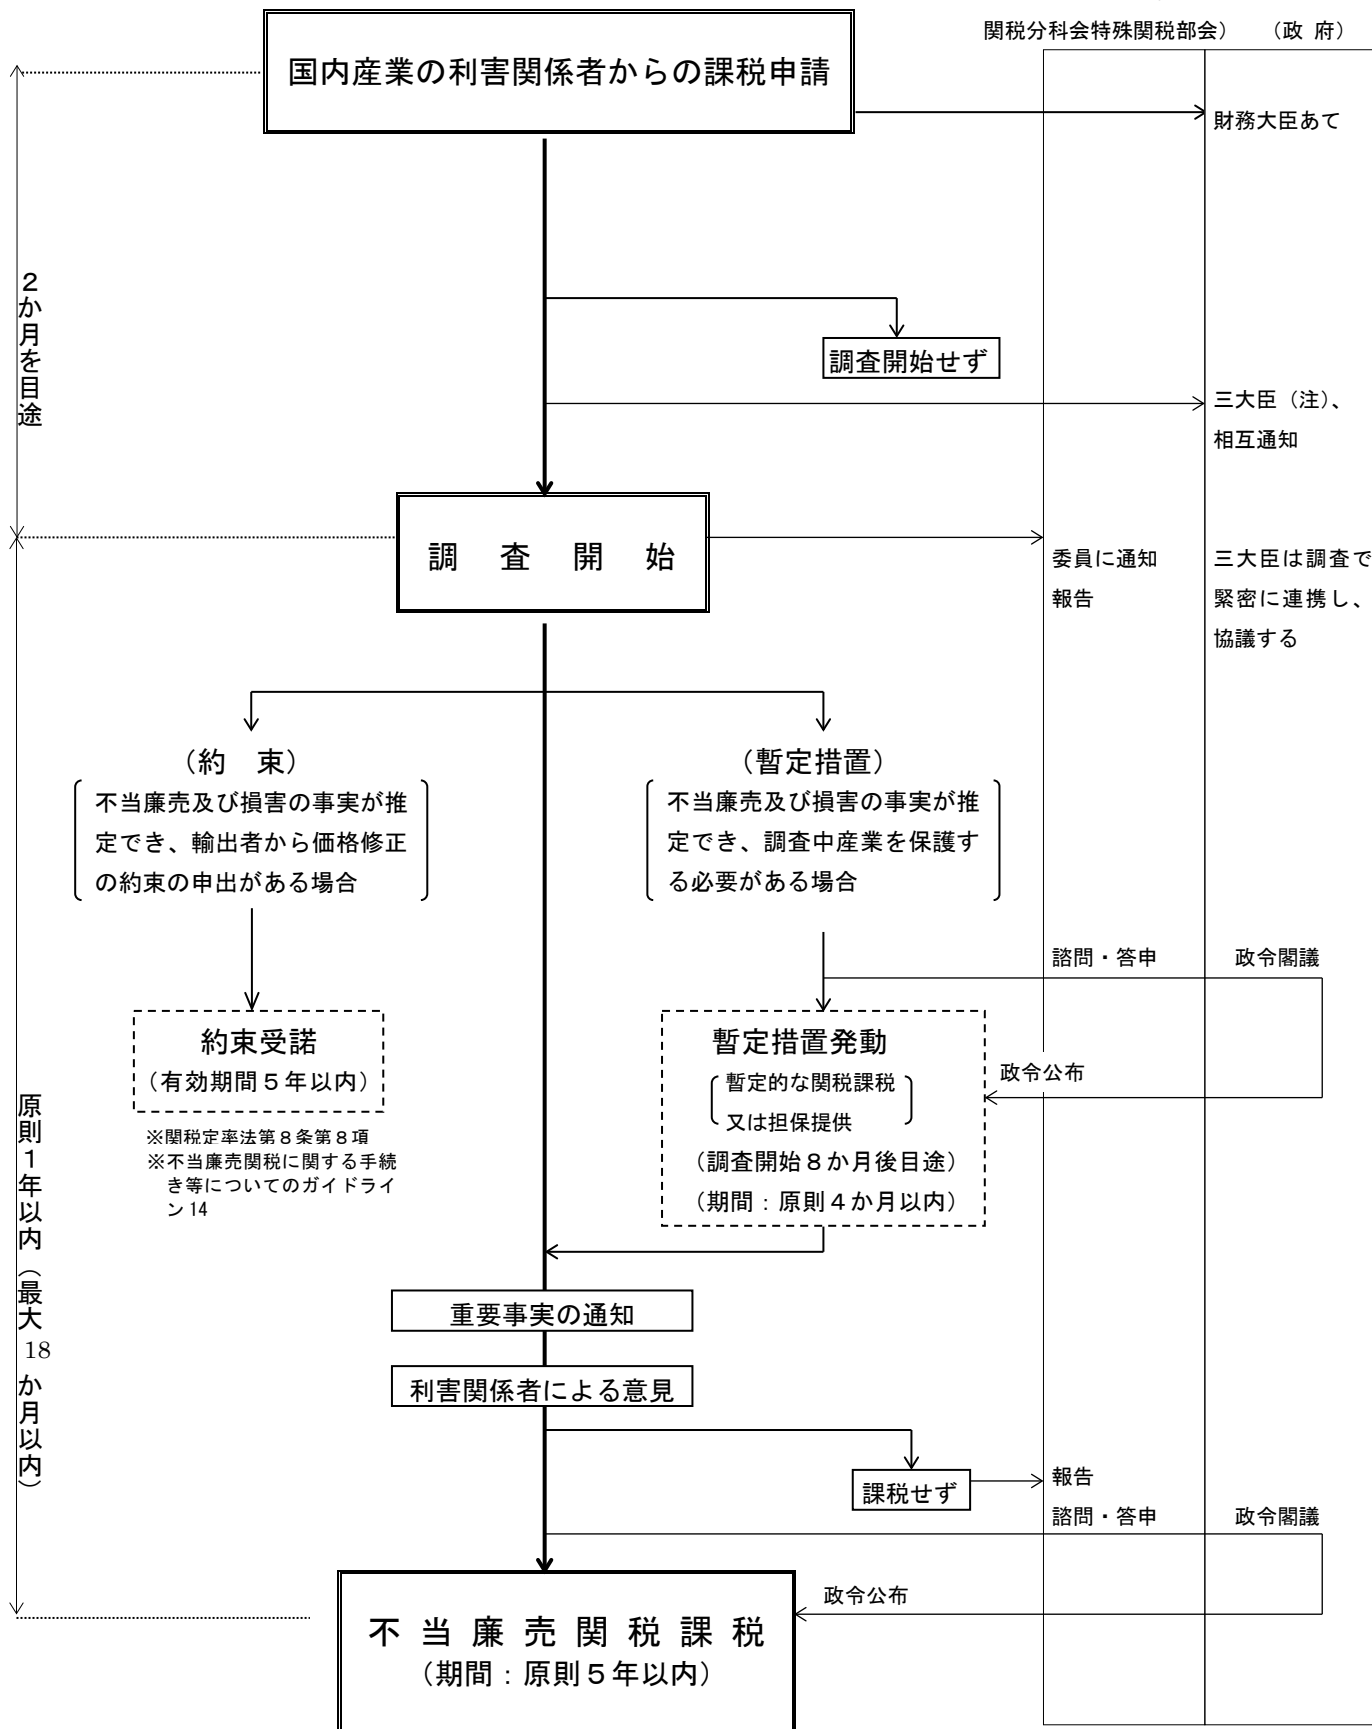 関税分科会特殊関税部会) (政 府)
国内産業の利害関係者からの課税申請
財務大臣あて
2か月を目途
調査開始せず
三大臣(注)、
相互通知
調 査 開 始
委員に通知
報告
三大臣は調査で
緊密に連携し、
協議する
(約 束)
不当廉売及び損害の事実が推
定でき、輸出者から価格修正
の約束の申出がある場合
(暫定措置)
不当廉売及び損害の事実が推
定でき、調査中産業を保護す
る必要がある場合
諮問・答申 政令閣議
約束受諾
(有効期間5年以内)
※関税定率法第8条第8項
※不当廉売関税に関する手続
き等についてのガイドライ
ン14
暫定措置発動
暫定的な関税課税
又は担保提供
(調査開始8か月後目途)
(期間:原則4か月以内)
政令公布
原則1年以内(最大18か月以内)
重要事実の通知
利害関係者による意見
課税せず
報告
諮問・答申 政令閣議
政令公布
不当廉売関税課税
(期間:原則5年以内)